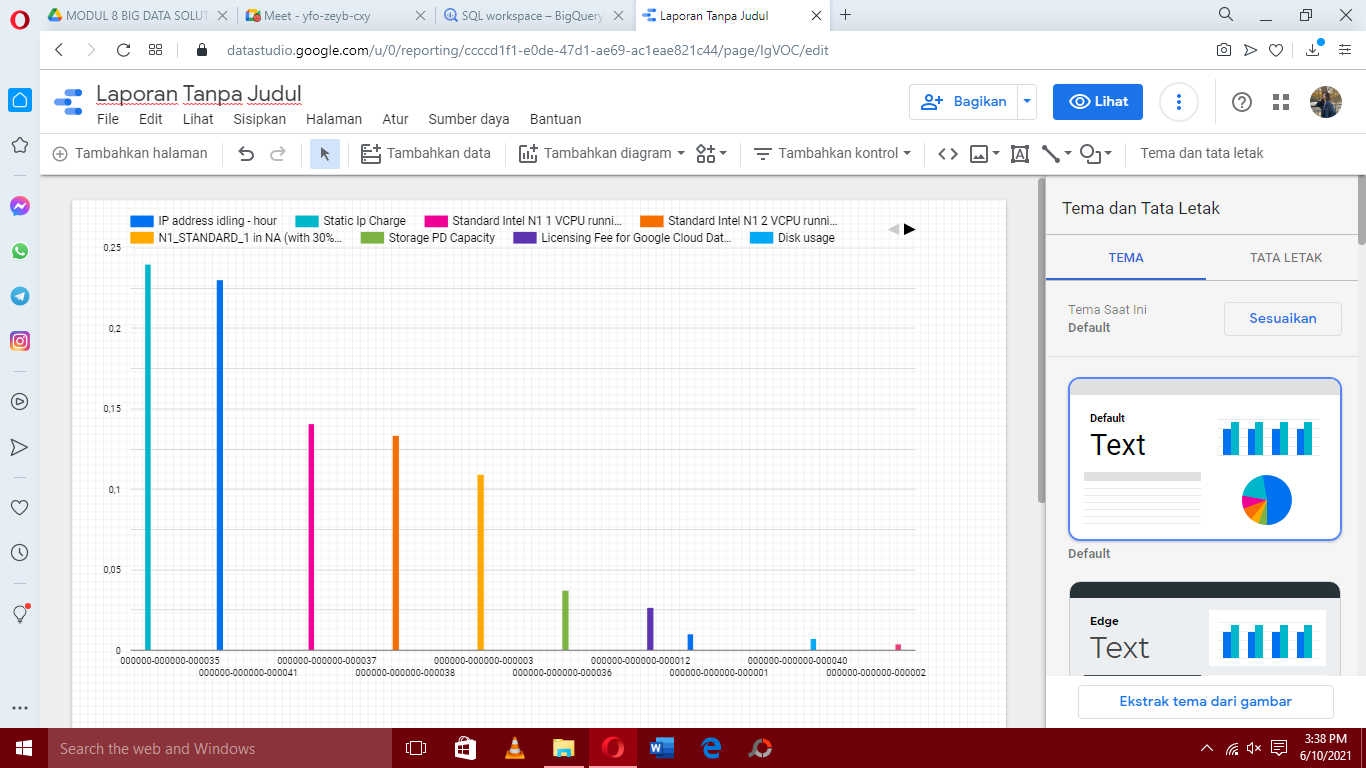 MODUL 8 BIG DATA SOLUT
Meet - yfo-zeyb-cxy
SQL workspace – BigQuery
Laporan Tanpa Judul
datastudio.google.com/u/0/reporting/ccccd1f1-e0de-47d1-ae69-ac1eae821c44/page/IgVOC/edit
Laporan Tanpa Judul
File Edit Lihat Sisipkan Halaman Atur Sumber daya Bantuan
Bagikan
Lihat
Tambahkan halaman
Tambahkan data
Tambahkan diagram
Tambahkan kontrol
Tema dan tata letak
IP address idling - hour
Static Ip Charge
Standard Intel N1 1 VCPU runni...
Standard Intel N1 2 VCPU runni...
N1_STANDARD_1 in NA (with 30%...
Storage PD Capacity
Licensing Fee for Google Cloud Dat...
Disk usage
0,25
0,2
0,15
0,1
0,05
0
000000-000000-000035
000000-000000-000041
000000-000000-000037
000000-000000-000038
000000-000000-000003
000000-000000-000036
000000-000000-000012
000000-000000-000001
000000-000000-000040
000000-000000-000002
Tema dan Tata Letak
TEMA
TATA LETAK
Tema Saat Ini
Default
Sesuaikan
Default
Text
Default
Edge
Text
Ekstrak tema dari gambar
Search the web and Windows
3:38 PM
6/10/2021